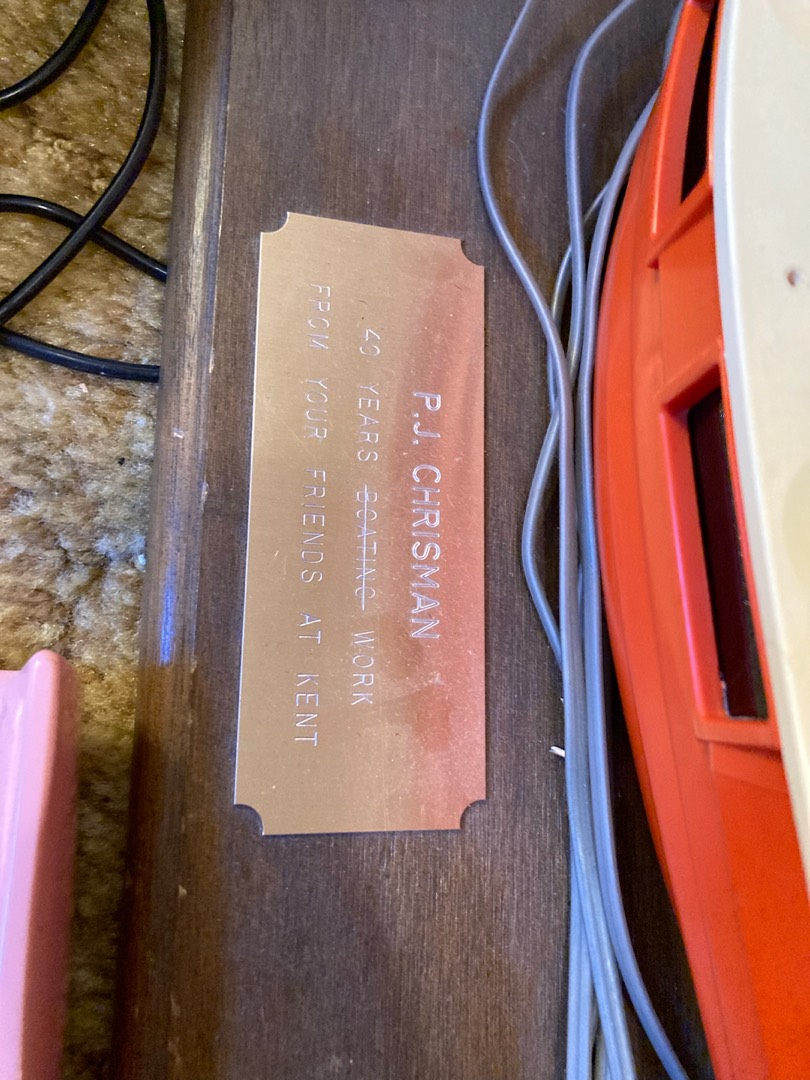 P.J. CHRISMAN
40 YEARS ~~BOATING~~ WORK
FROM YOUR FRIENDS AT KENT